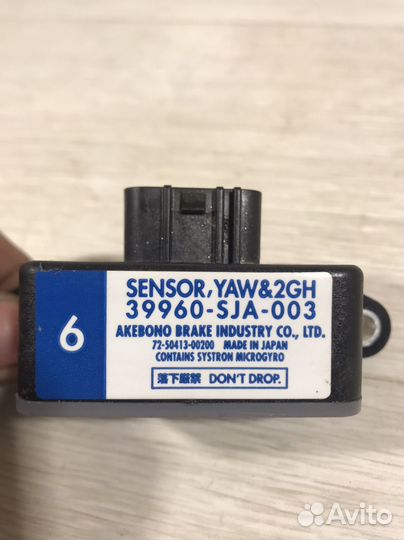 6
SENSOR, YAW&2GH
39960-SJA-003
AKEBONO BRAKE INDUSTRY CO., LTD.
72-50413-00200 MADE IN JAPAN
CONTAINS SYSTRON MICROGYRO
落下厳禁 DON'T DROP.
Avito